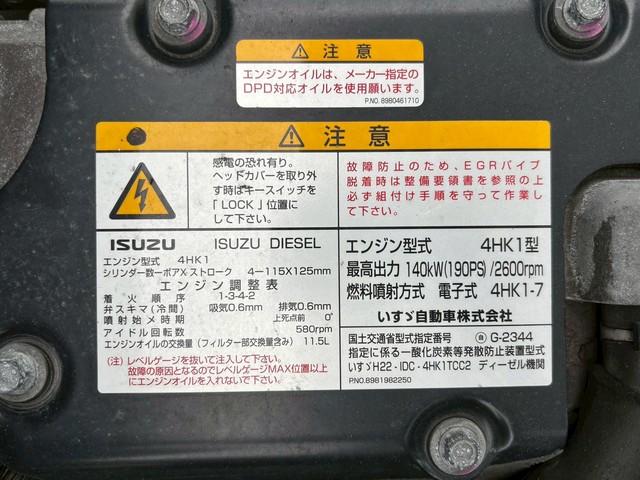 ⚠ 注意
エンジンオイルは、メーカー指定の
DPD対応オイルを使用願います。
P.NO. 8980461710
⚠ 注意
感電の恐れ有り。
ヘッドカバーを取り外
す時はキースイッチを
「LOCK」位置に
して下さい。
故障防止のため、EGRパイプ
脱着時は整備要領書を参照の上
必ず組付け手順を守って作業し
て下さい。
ISUZU ISUZU DIESEL
エンジン型式 4HK1
シリンダー数ーボアXストローク 4ー115X125mm
エンジン調整表
着火順序 1-3-4-2
弁スキマ(冷間) 吸気0.6mm 排気0.6mm
噴射始メ時期 上死点前 0°
アイドル回転数 580rpm
エンジンオイルの交換量(フィルター部交換量含み) 11.5L
(注)レベルゲージを抜いて注入して下さい。
故障の原因となるのでレベルゲージMAX位置以上
にエンジンオイルを入れないで下さい。
エンジン型式 4HK1型
最高出力 140kW(190PS)/2600rpm
燃料噴射方式 電子式 4HK1-7
いすゞ自動車株式会社
国土交通省型式指定番号 Ⓖ G-2344
指定に係る一酸化炭素等発散防止装置型式
いすゞH22・IDC・4HK1TCC2 ディーゼル機関
P.NO. 8981982250